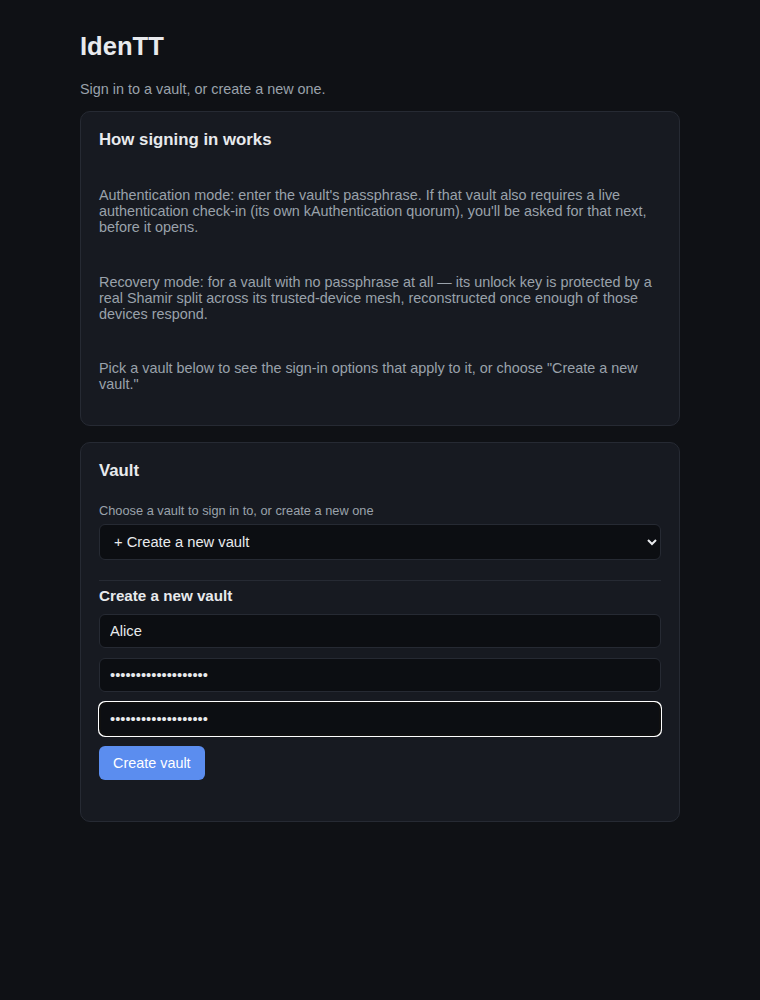 IdenTT
Sign in to a vault, or create a new one.
How signing in works
Authentication mode: enter the vault's passphrase. If that vault also requires a live
authentication check-in (its own kAuthentication quorum), you'll be asked for that next,
before it opens.
Recovery mode: for a vault with no passphrase at all — its unlock key is protected by a
real Shamir split across its trusted-device mesh, reconstructed once enough of those
devices respond.
Pick a vault below to see the sign-in options that apply to it, or choose "Create a new
vault."
Vault
Choose a vault to sign in to, or create a new one
+ Create a new vault
Create a new vault
Alice
•••••••••••••••••••
•••••••••••••••••••
Create vault